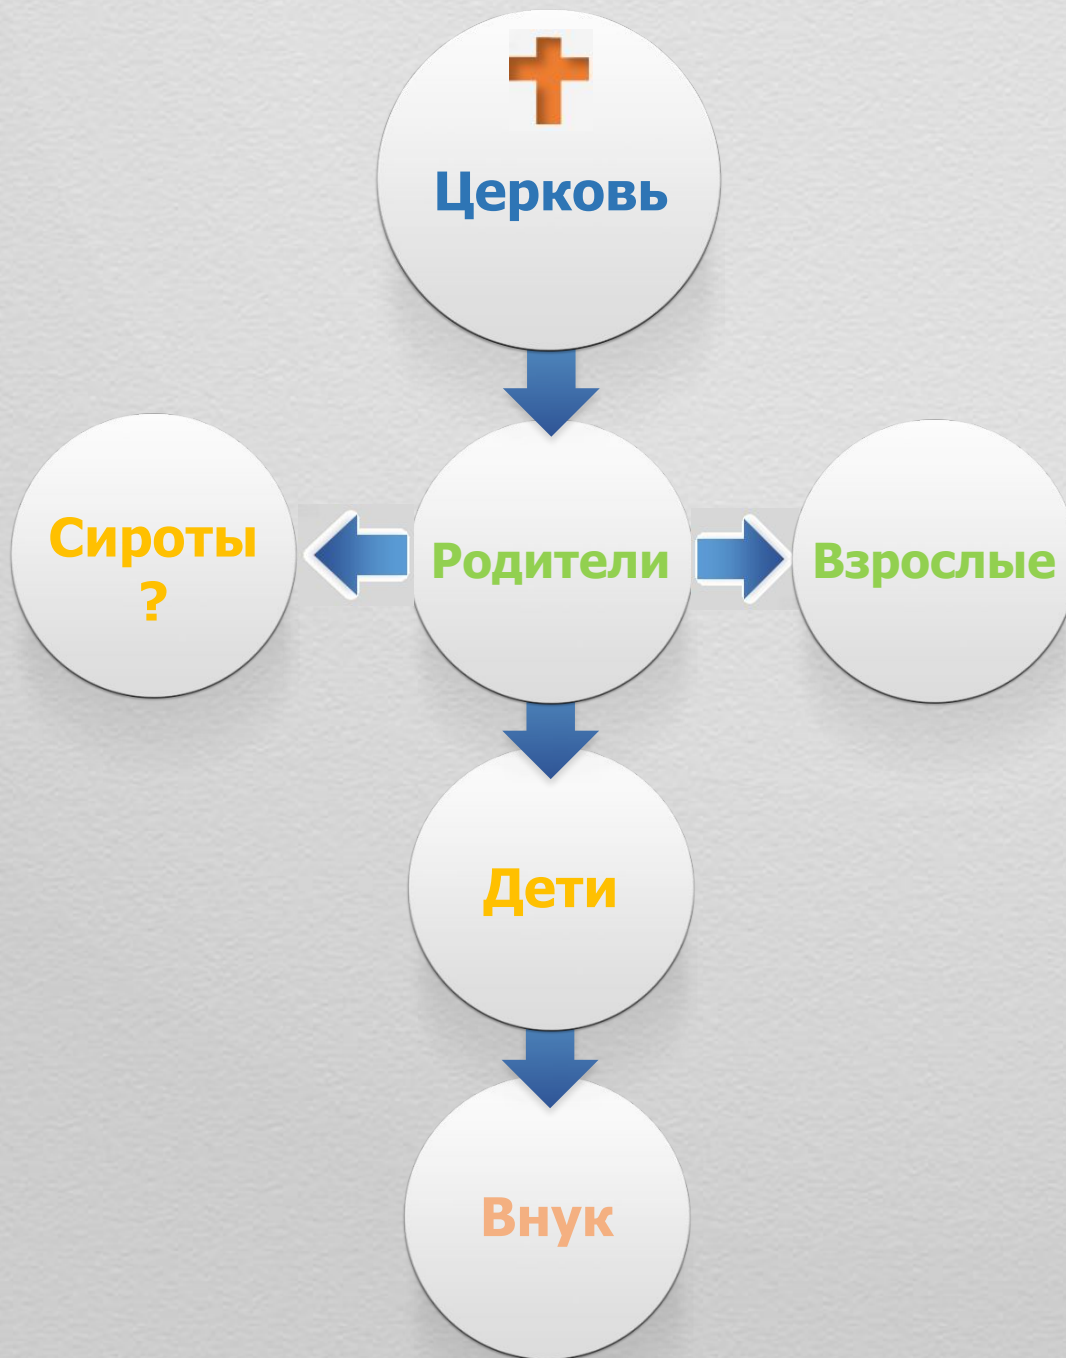 Церковь
Сироты
?
Родители
Взрослые
Дети
Внук